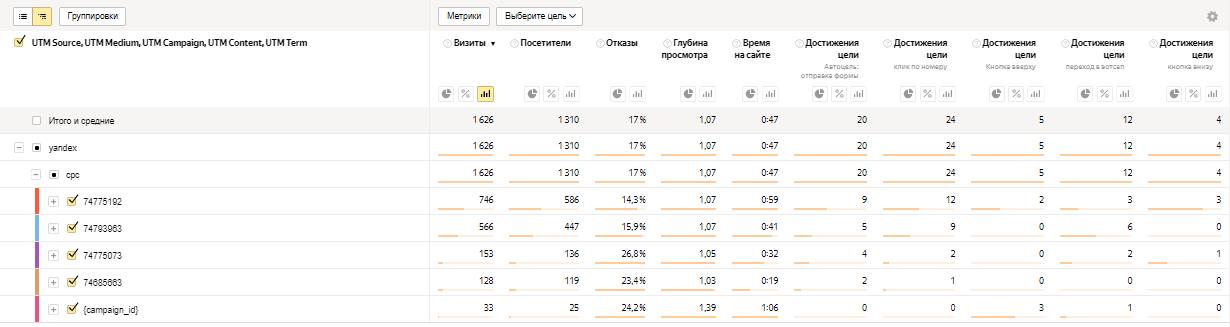 Группировки Метрики Выберите цель
UTM Source, UTM Medium, UTM Campaign, UTM Content, UTM Term Визиты ▼ Посетители Отказы Глубина просмотра Время на сайте Достижения цели Достижения цели Достижения цели Достижения цели Достижения цели
Автоцель: отправка формы клик по номеру Кнопка вверху переход в вотсап кнопка внизу
Итого и средние 1 626 1 310 17 % 1,07 0:47 20 24 5 12 4
yandex 1 626 1 310 17 % 1,07 0:47 20 24 5 12 4
cpc 1 626 1 310 17 % 1,07 0:47 20 24 5 12 4
74775192 746 586 14,3 % 1,07 0:59 9 12 2 3 3
74793963 566 447 15,9 % 1,07 0:41 5 9 0 6 0
74775073 153 136 26,8 % 1,05 0:32 4 2 0 2 1
74685663 128 119 23,4 % 1,03 0:19 2 1 0 0 0
{campaign_id} 33 25 24,2 % 1,39 1:06 0 0 3 1 0